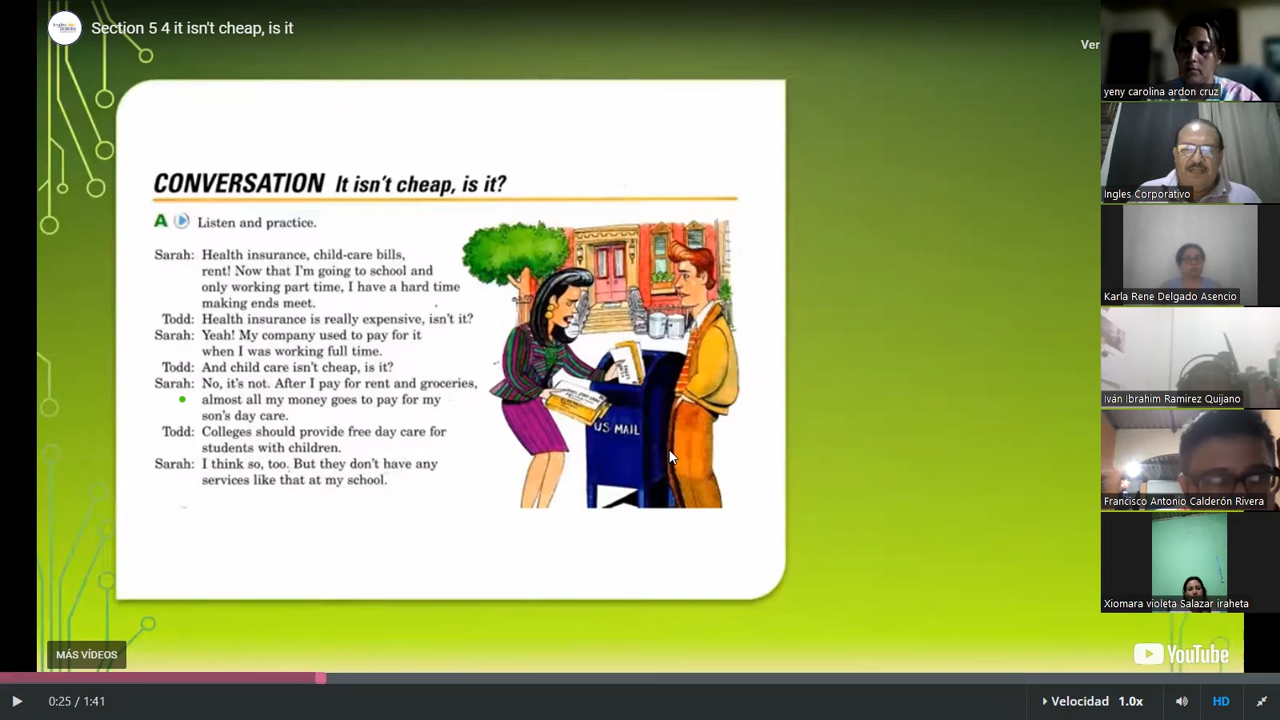 Section 5 4 it isn't cheap, is it
Ver
CONVERSATION It isn't cheap, is it?
A Listen and practice.
Sarah: Health insurance, child-care bills,
rent! Now that I'm going to school and
only working part time, I have a hard time
making ends meet.
Todd: Health insurance is really expensive, isn't it?
Sarah: Yeah! My company used to pay for it
when I was working full time.
Todd: And child care isn't cheap, is it?
Sarah: No, it's not. After I pay for rent and groceries,
almost all my money goes to pay for my
son's day care.
Todd: Colleges should provide free day care for
students with children.
Sarah: I think so, too. But they don't have any
services like that at my school.
US MAIL
yeny carolina ardon cruz
Ingles Corporativo
Karla Rene Delgado Asencio
Iván Ibrahim Ramirez Quijano
Francisco Antonio Calderón Rivera
Xiomara violeta Salazar iraheta
MÁS VÍDEOS
YouTube
0:25 / 1:41
Velocidad 1.0x
HD